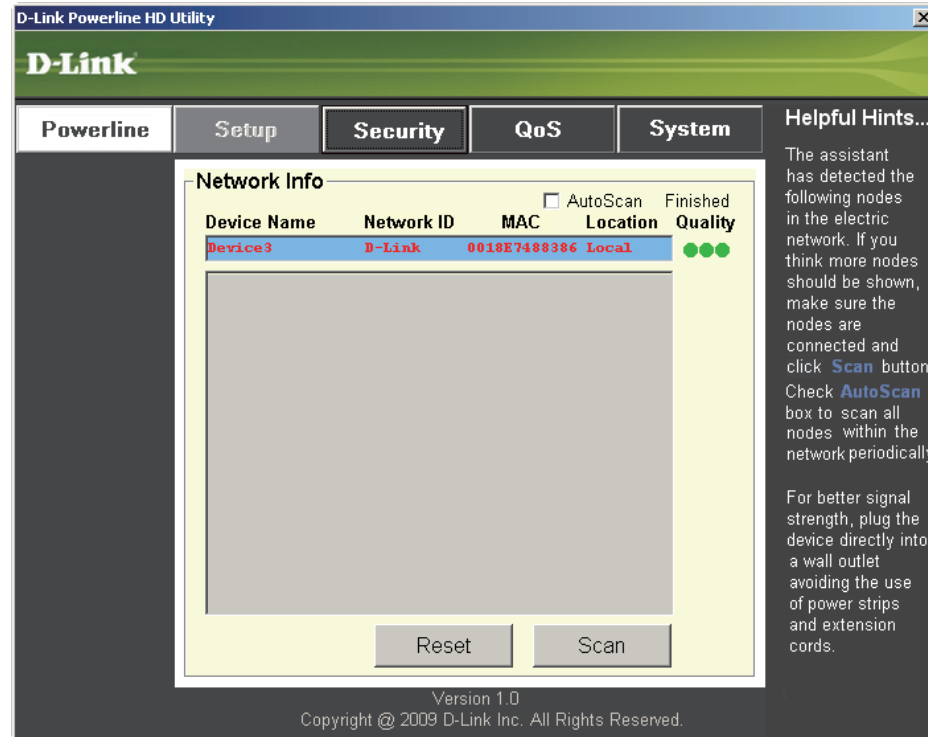 D-Link Powerline HD Utility
D-Link
Powerline
Setup
Security
QoS
System
Network Info
AutoScan Finished
Device Name Network ID MAC Location Quality
Device3 D-Link 0018E7488386 Local
Reset
Scan
Helpful Hints...
The assistant
has detected the
following nodes
in the electric
network. If you
think more nodes
should be shown,
make sure the
nodes are
connected and
click Scan button
Check AutoScan
box to scan all
nodes within the
network periodically
For better signal
strength, plug the
device directly into
a wall outlet
avoiding the use
of power strips
and extension
cords.
Version 1.0
Copyright @ 2009 D-Link Inc. All Rights Reserved.